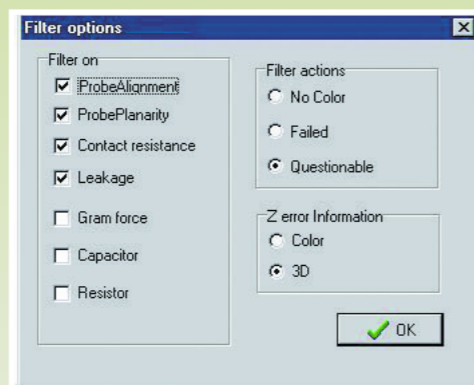 Filter options
Filter on
ProbeAlignment
ProbePlanarity
Contact resistance
Leakage
Gram force
Capacitor
Resistor
Filter actions
No Color
Failed
Questionable
Z error Information
Color
3D
OK